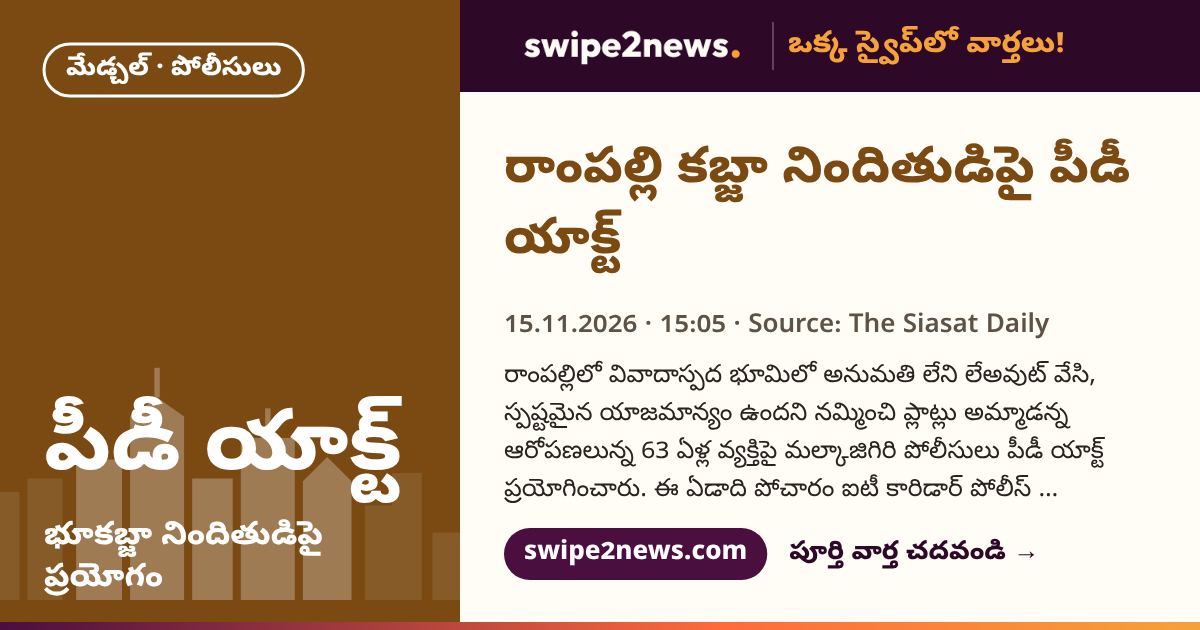 మేడ్చల్ · పోలీసులు
పీడీ యాక్ట్
భూకబ్జా నిందితుడిపై
ప్రయోగం
swipe2news.
ఒక్క స్వైప్‌లో వార్తలు!
రాంపల్లి కబ్జా నిందితుడిపై పీడీ
యాక్ట్
15.11.2026 · 15:05 · Source: The Siasat Daily
రాంపల్లిలో వివాదాస్పద భూమిలో అనుమతి లేని లేఅవుట్ వేసి,
స్పష్టమైన యాజమాన్యం ఉందని నమ్మించి ప్లాట్లు అమ్మాడన్న
ఆరోపణలున్న 63 ఏళ్ల వ్యక్తిపై మల్కాజిగిరి పోలీసులు పీడీ యాక్ట్
ప్రయోగించారు. ఈ ఏడాది పోచారం ఐటీ కారిడార్ పోలీస్ ...
swipe2news.com
పూర్తి వార్త చదవండి →